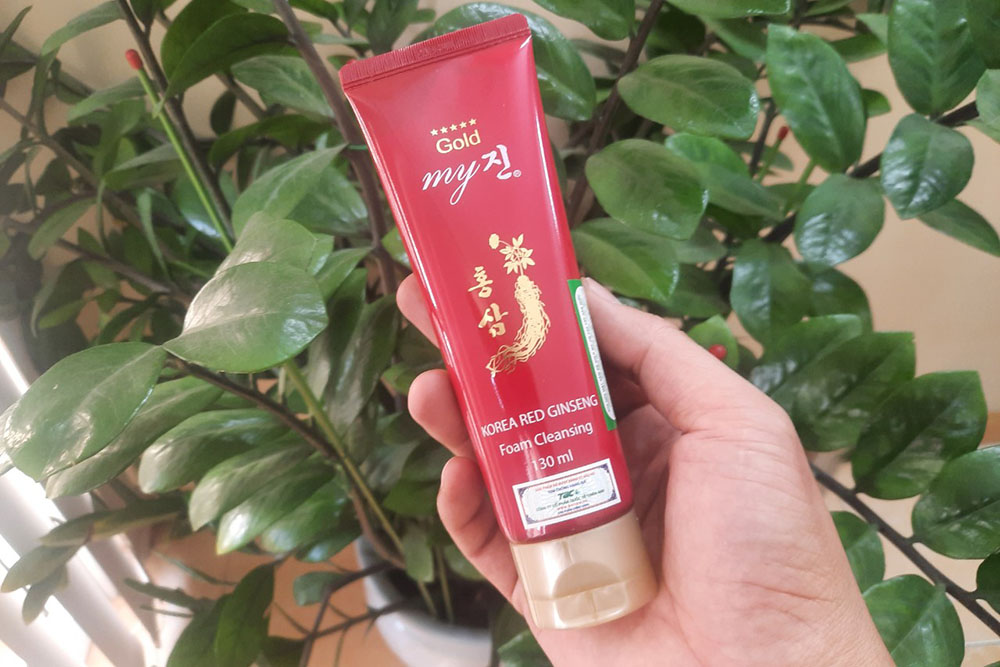 Gold
my진®
홍
삼
KOREA RED GINSENG
Foam Cleansing
130 ml